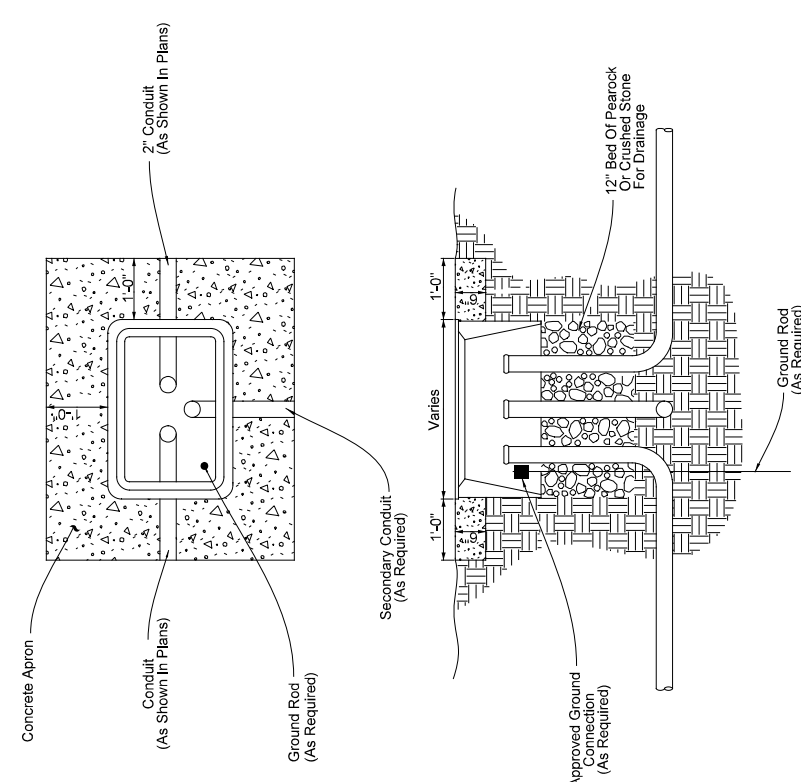 2" Conduit
(As Shown In Plans)
1'-0"
1'-0"
Concrete Apron
Conduit
(As Shown In Plans)
Ground Rod
(As Required)
Secondary Conduit
(As Required)
12" Bed Of Pearock
Or Crushed Stone
For Drainage
1'-0"
6"
Varies
1'-0"
6"
Ground Rod
(As Required)
Approved Ground
Connection
(As Required)